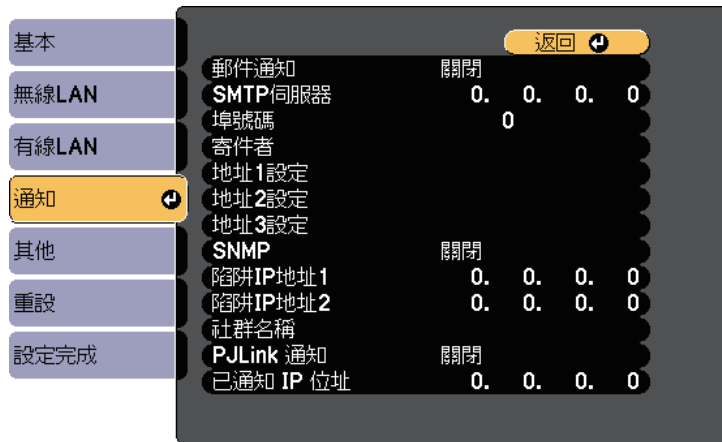 基本
無線LAN
有線LAN
通知
其他
重設
設定完成
返回
郵件通知 關閉
SMTP伺服器 0. 0. 0. 0
埠號碼 0
寄件者
地址1設定
地址2設定
地址3設定
SNMP 關閉
陷阱IP地址1 0. 0. 0. 0
陷阱IP地址2 0. 0. 0. 0
社群名稱
PJLink 通知 關閉
已通知 IP 位址 0. 0. 0. 0